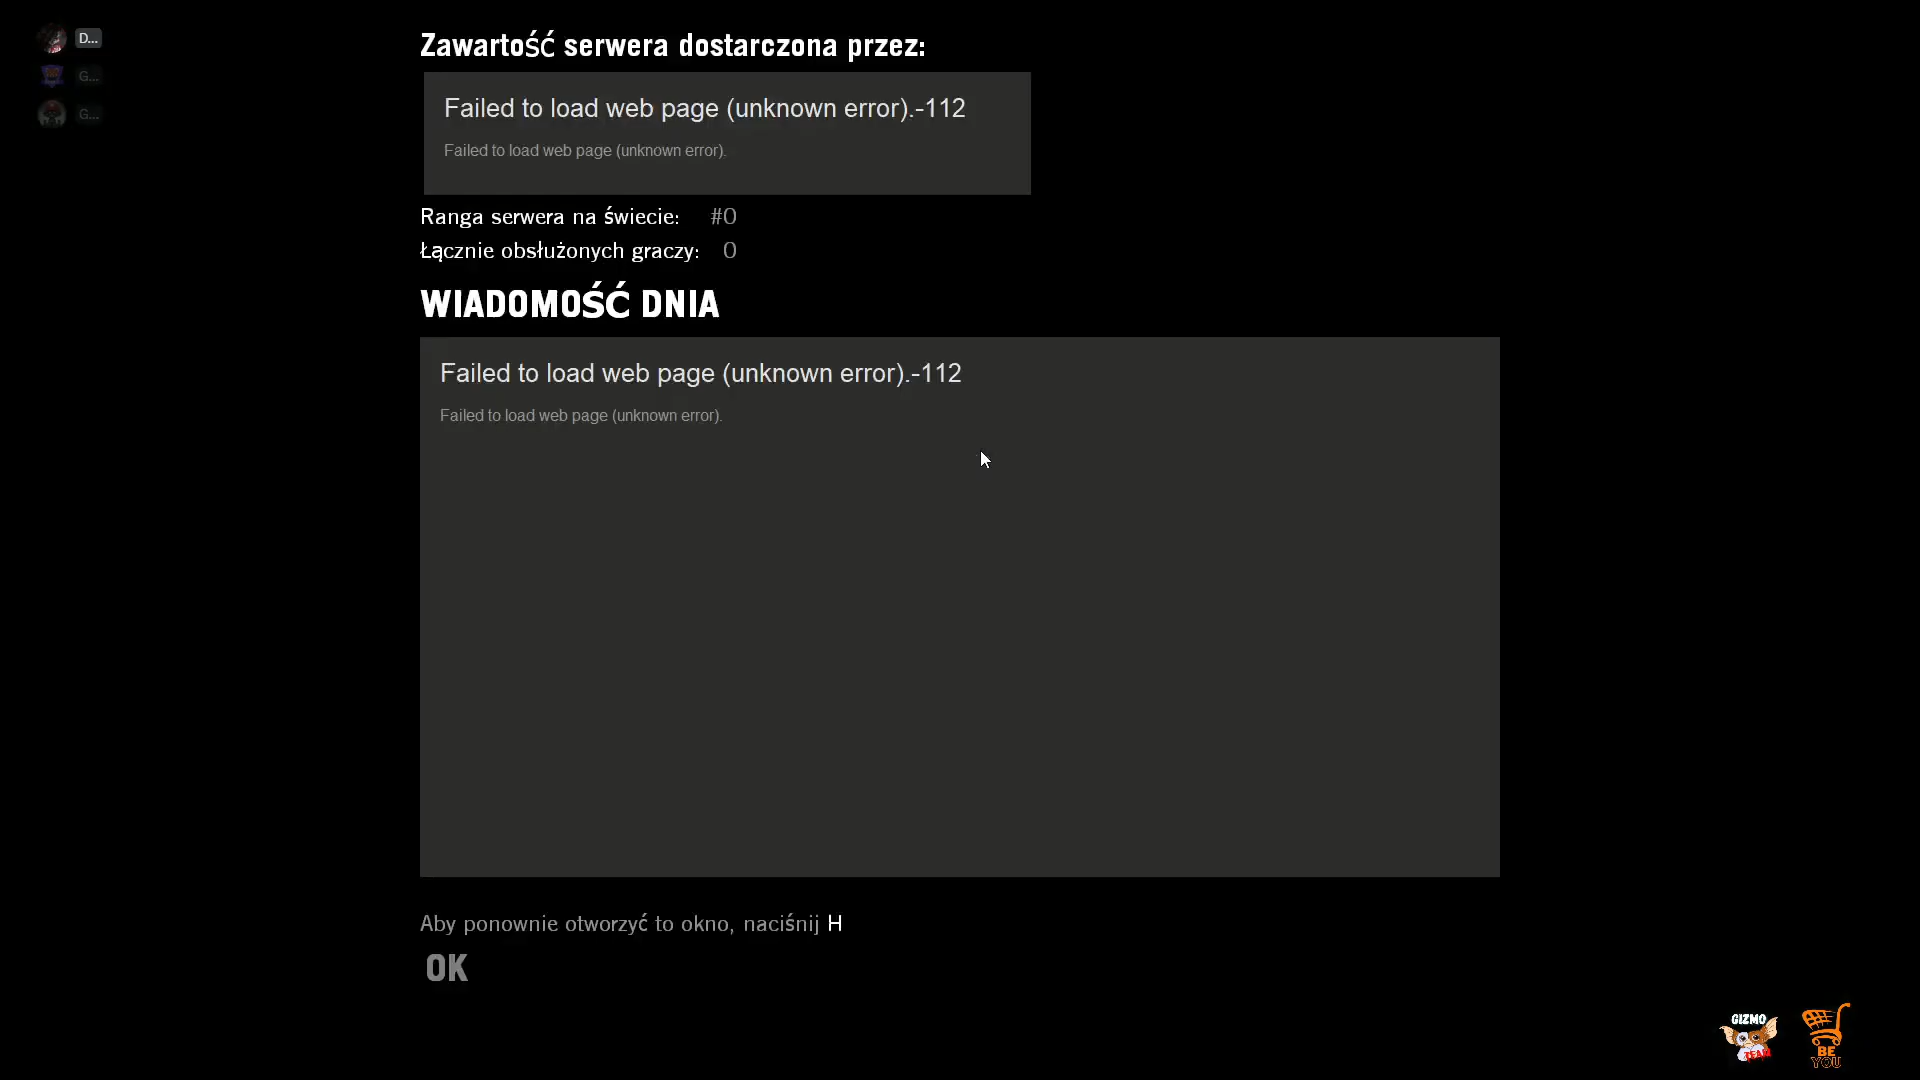 D...
G...
G...
Zawartość serwera dostarczona przez:
Failed to load web page (unknown error).-112
Failed to load web page (unknown error).
Ranga serwera na świecie: #0
Łącznie obsłużonych graczy: 0
WIADOMOŚĆ DNIA
Failed to load web page (unknown error).-112
Failed to load web page (unknown error).
Aby ponownie otworzyć to okno, naciśnij H
OK
GIZMO
TEAM
BE
YOU